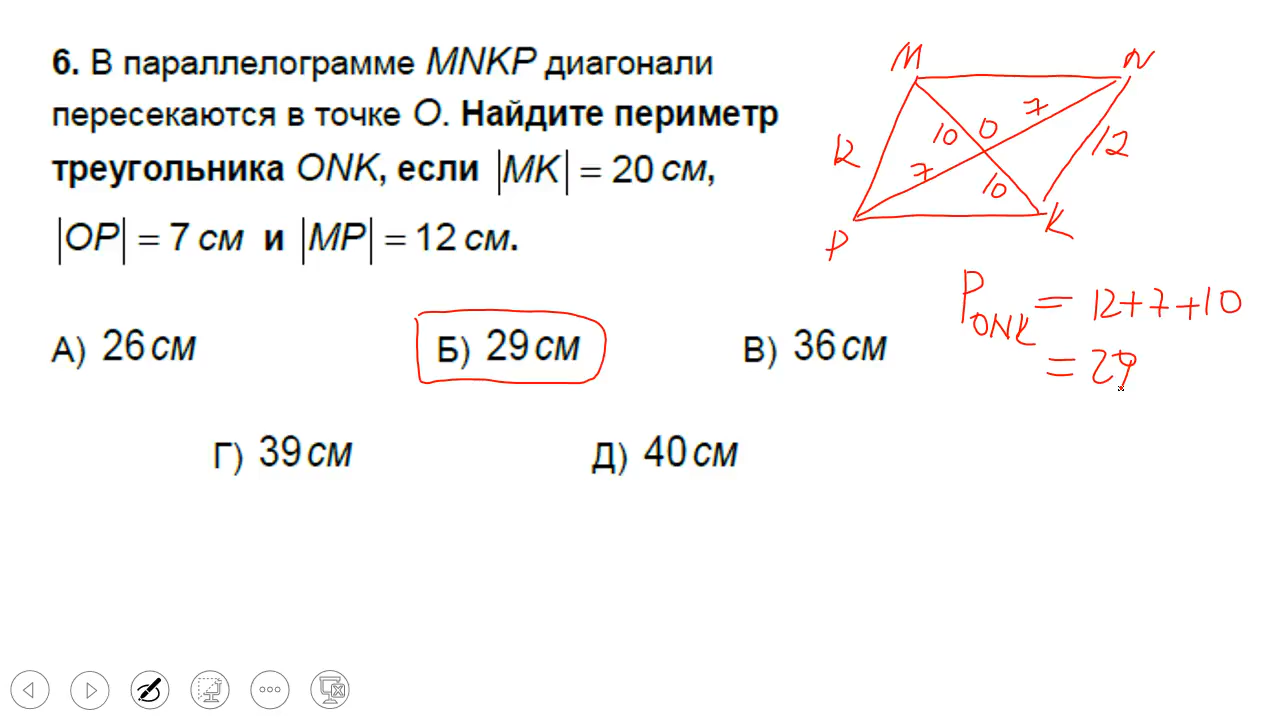 6. В параллелограмме MNKP диагонали
пересекаются в точке O. Найдите периметр
треугольника ONK, если |MK| = 20 см,
|OP| = 7 см и |MP| = 12 см.
А) 26 см
Б) 29 см
В) 36 см
Г) 39 см
Д) 40 см
M
N
7
10
O
12
12
7
10
P
K
P ONK = 12+7+10
= 29